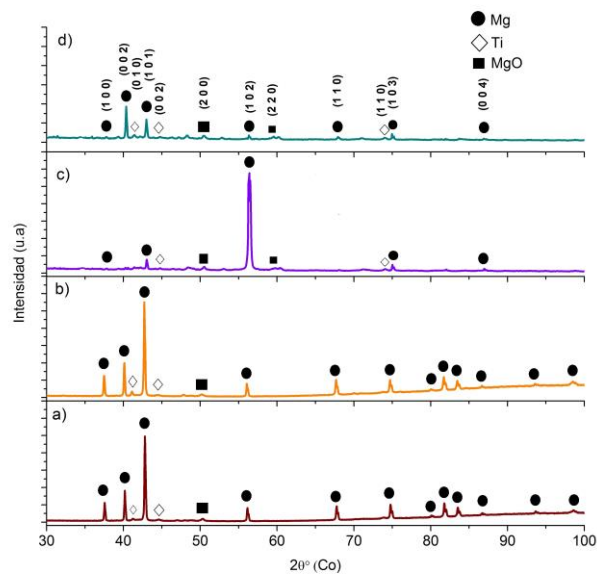 Mg
Ti
MgO
d)
(1 0 0)
(0 0 2)
(0 1 0)
(1 0 1)
(0 0 2)
(2 0 0)
(1 0 2)
(2 2 0)
(1 1 0)
(1 1 0)
(1 0 3)
(0 0 4)
c)
b)
a)
Intensidad (u.a)
30 40 50 60 70 80 90 100
2θ° (Co)